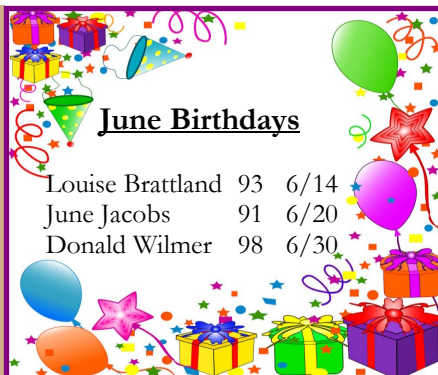 June Birthdays
Louise Brattland 93 6/14
June Jacobs 91 6/20
Donald Wilmer 98 6/30